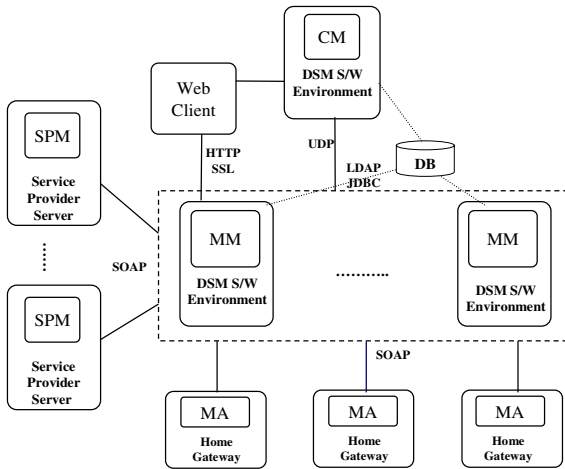 CM
DSM S/W
Environment
Web
Client
SPM
Service
Provider
Server
HTTP
SSL
UDP
LDAP
JDBC
DB
MM
DSM S/W
Environment
...........
MM
DSM S/W
Environment
......
SOAP
SPM
Service
Provider
Server
SOAP
MA
Home
Gateway
MA
Home
Gateway
MA
Home
Gateway